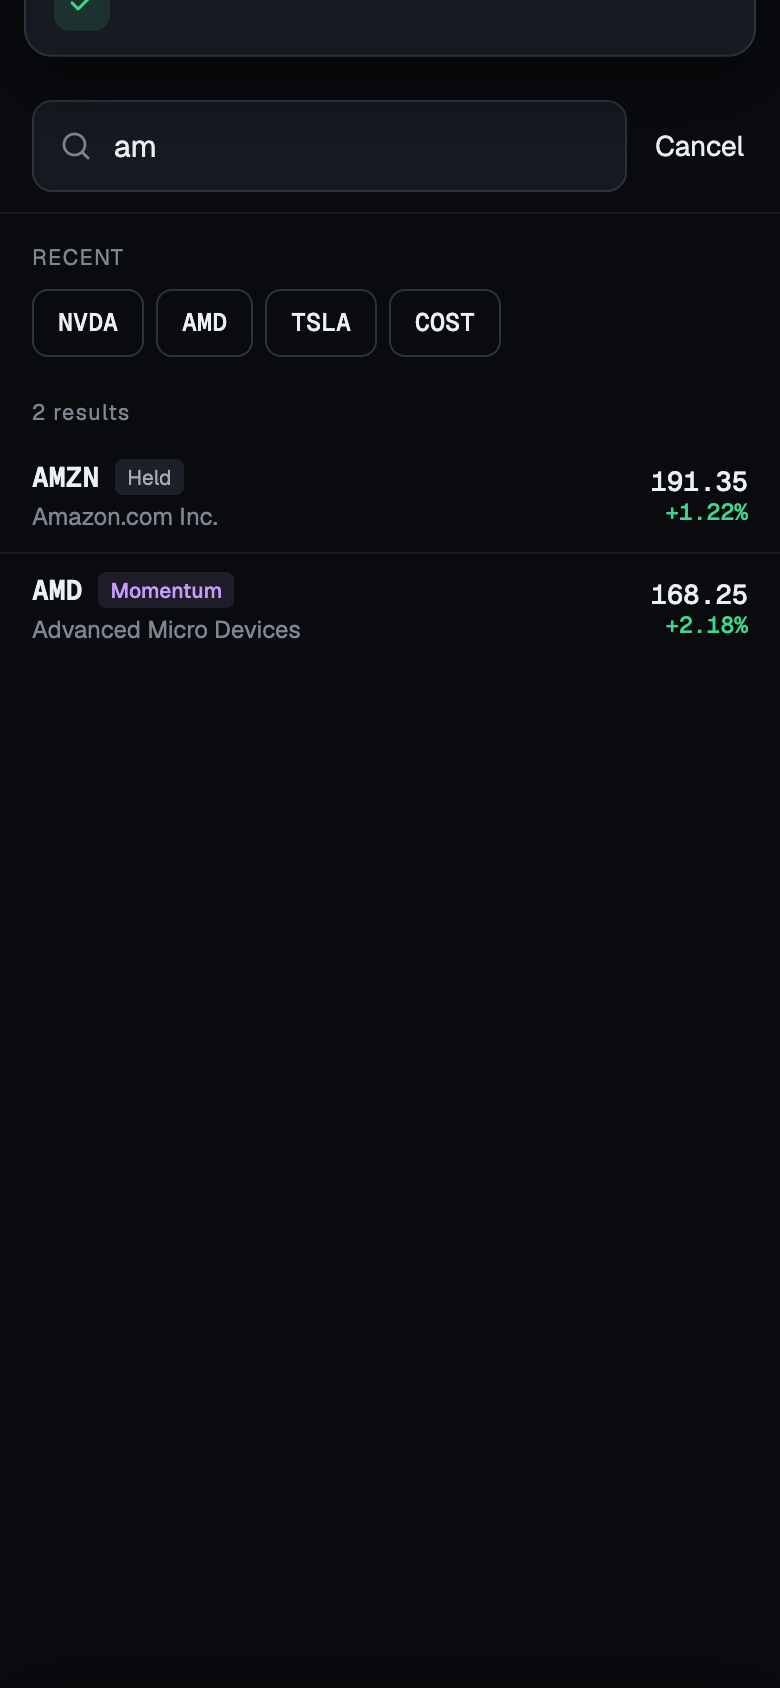 am
Cancel
RECENT
NVDA AMD TSLA COST
2 results
AMZN Held
191.35
Amazon.com Inc.
+1.22%
AMD Momentum
168.25
Advanced Micro Devices
+2.18%